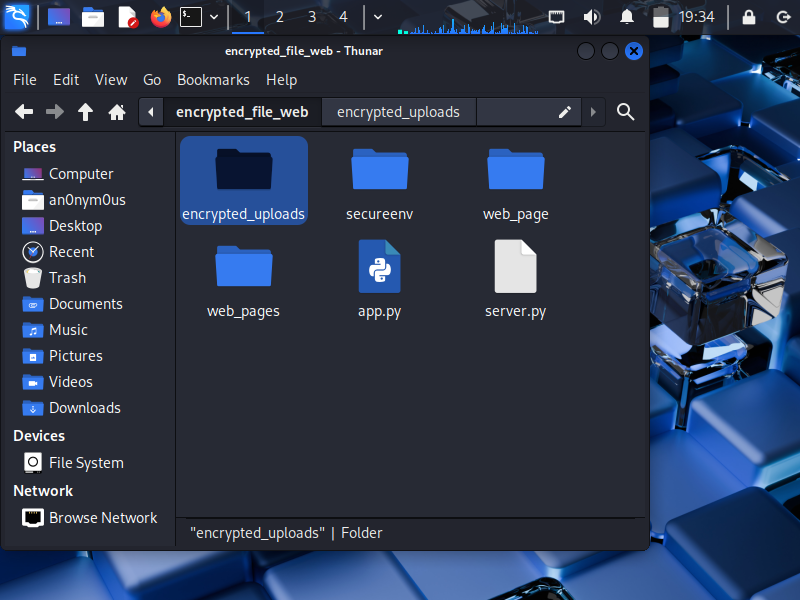 1 2 3 4 19:34
encrypted_file_web - Thunar
File Edit View Go Bookmarks Help
encrypted_file_web encrypted_uploads
Places
Computer
an0nym0us
Desktop
Recent
Trash
Documents
Music
Pictures
Videos
Downloads
Devices
File System
Network
Browse Network
encrypted_uploads secureenv web_page
web_pages app.py server.py
"encrypted_uploads" | Folder